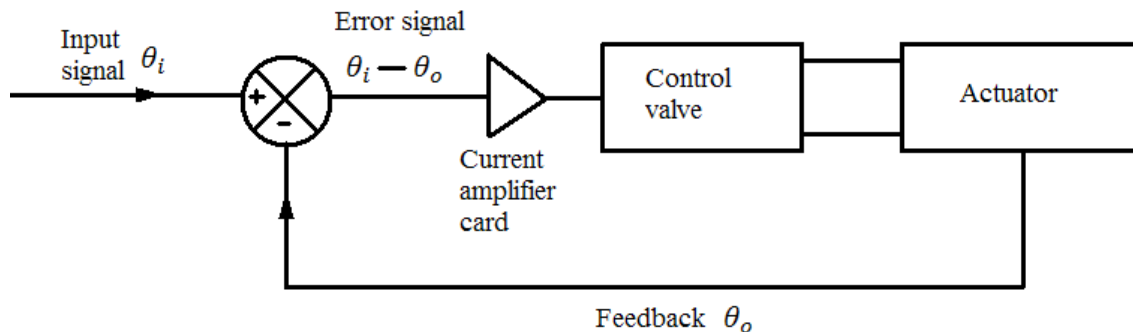 Input
signal θᵢ
Error signal
θᵢ − θₒ
+
-
Current
amplifier
card
Control
valve
Actuator
Feedback θₒ